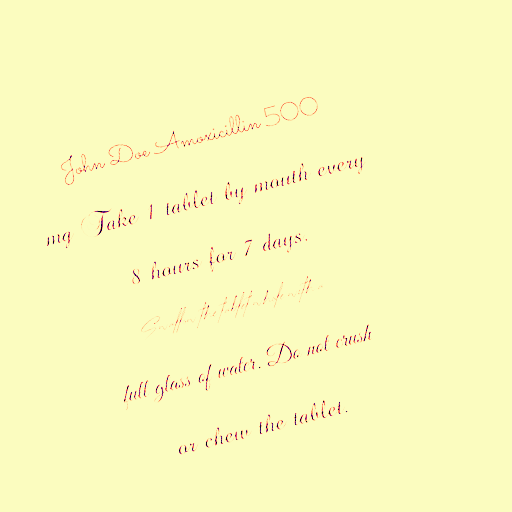 John Doe Amoxicillin 500
mg Take 1 tablet by mouth every
8 hours for 7 days.
full glass of water. Do not crush
or chew the tablet.